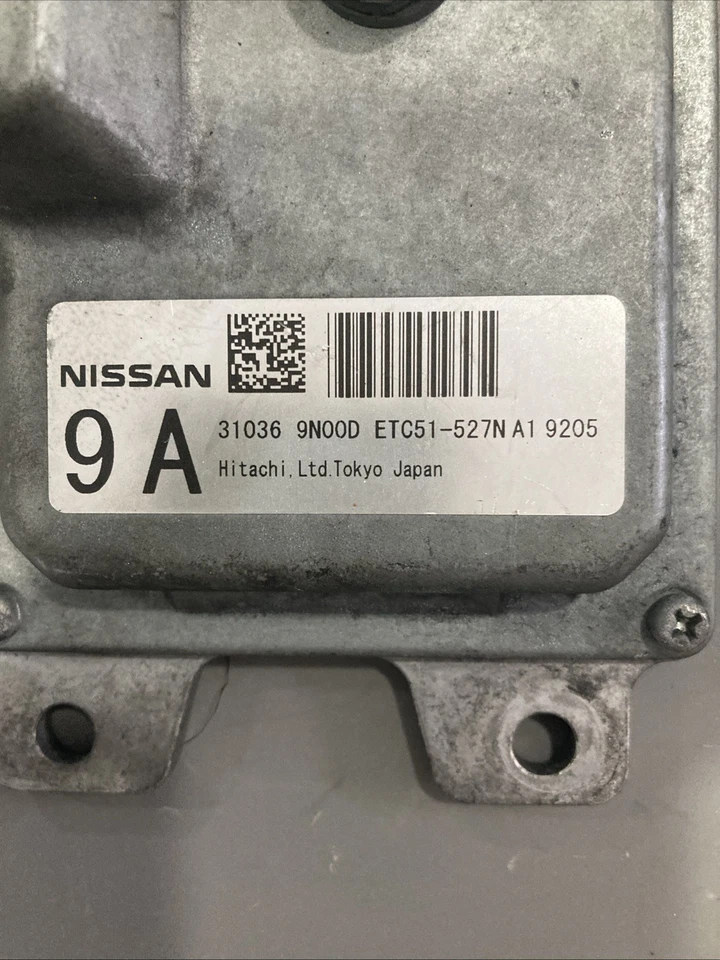 NISSAN
9 A
31036 9N00D ETC51-527N A1 9205
Hitachi,Ltd.Tokyo Japan